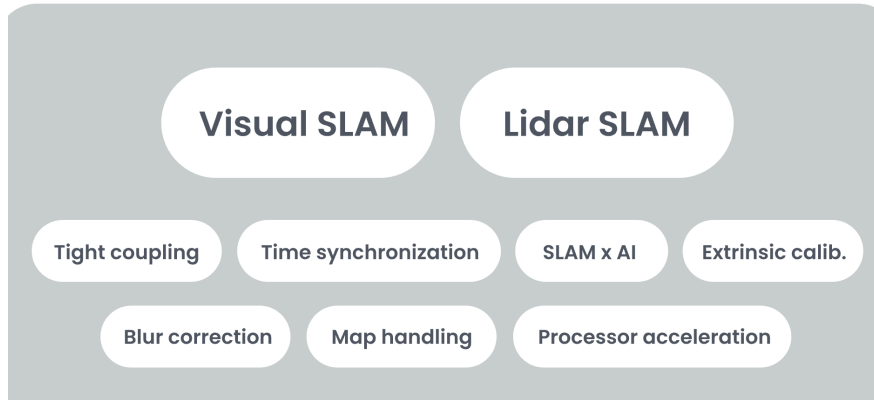 Visual SLAM Lidar SLAM
Tight coupling Time synchronization SLAM x AI Extrinsic calib.
Blur correction Map handling Processor acceleration